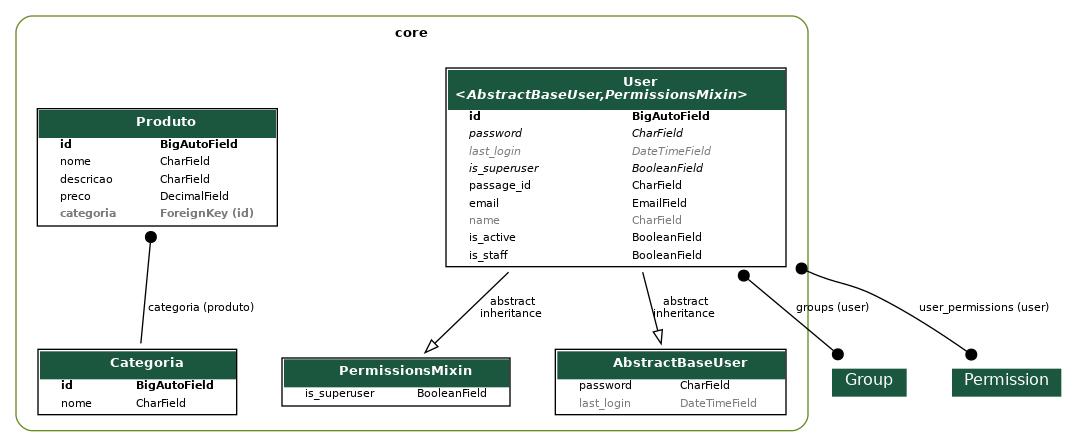 core
User
<AbstractBaseUser,PermissionsMixin>
id BigAutoField
password CharField
last_login DateTimeField
is_superuser BooleanField
passage_id CharField
email EmailField
name CharField
is_active BooleanField
is_staff BooleanField
Produto
id BigAutoField
nome CharField
descricao CharField
preco DecimalField
categoria ForeignKey (id)
categoria (produto)
abstract
inheritance
abstract
inheritance
groups (user)
user_permissions (user)
Categoria
id BigAutoField
nome CharField
PermissionsMixin
is_superuser BooleanField
AbstractBaseUser
password CharField
last_login DateTimeField
Group
Permission